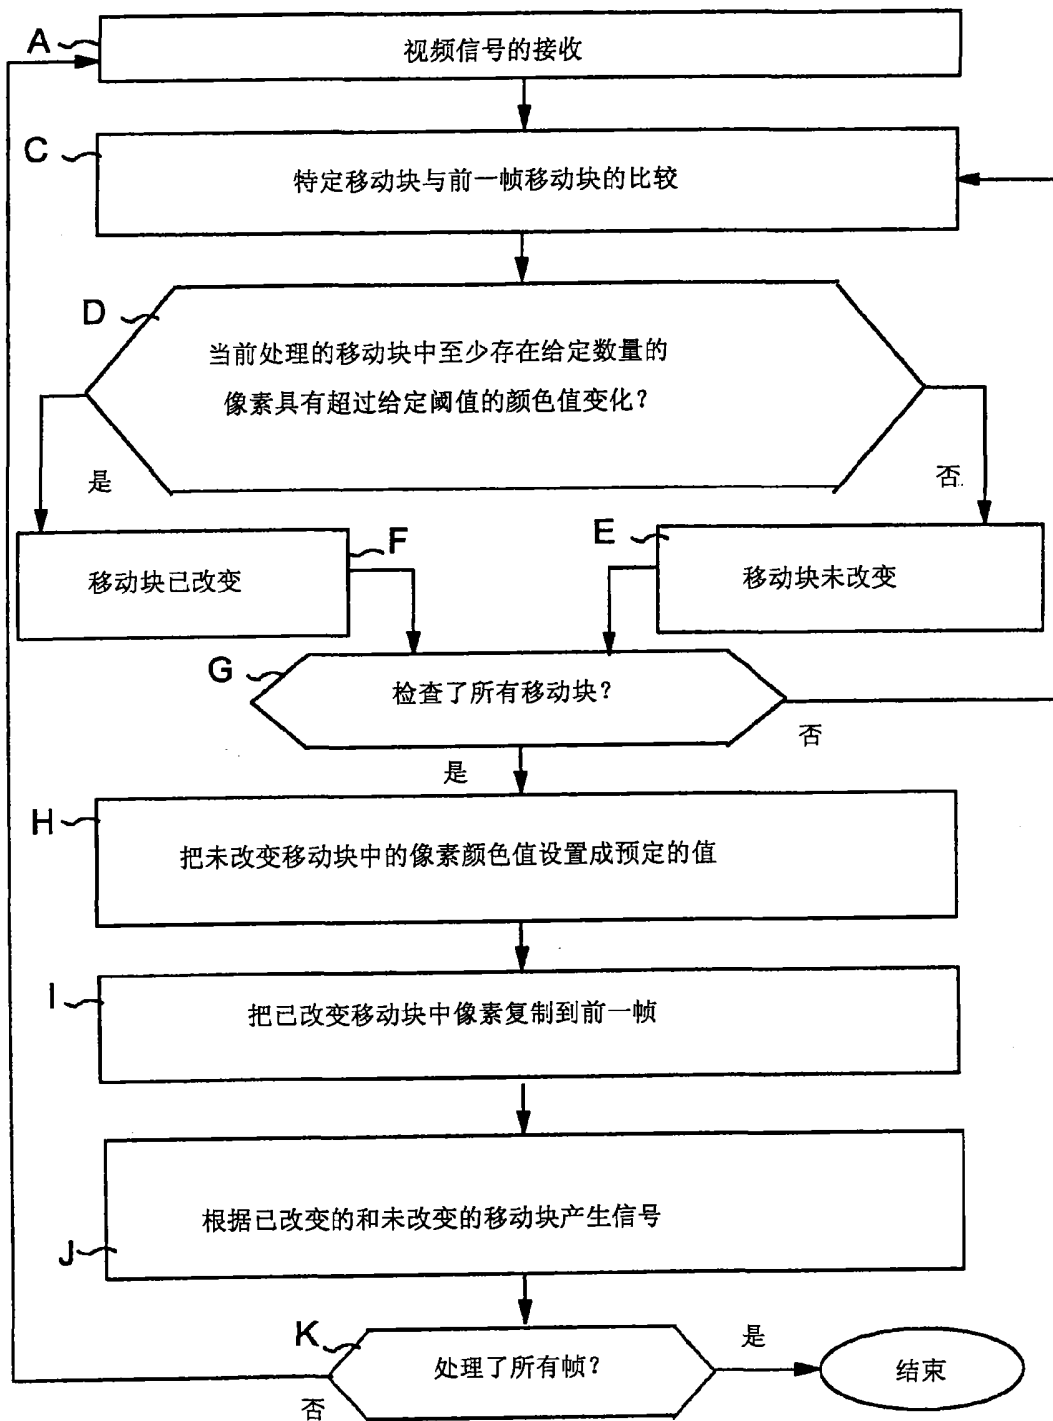 A
视频信号的接收
C
特定移动块与前一帧移动块的比较
D
当前处理的移动块中至少存在给定数量的
像素具有超过给定阈值的颜色值变化?
是
否
F
移动块已改变
E
移动块未改变
G
检查了所有移动块?
否
是
H
把未改变移动块中的像素颜色值设置成预定的值
I
把已改变移动块中像素复制到前一帧
J
根据已改变的和未改变的移动块产生信号
K
处理了所有帧?
是
否
结束